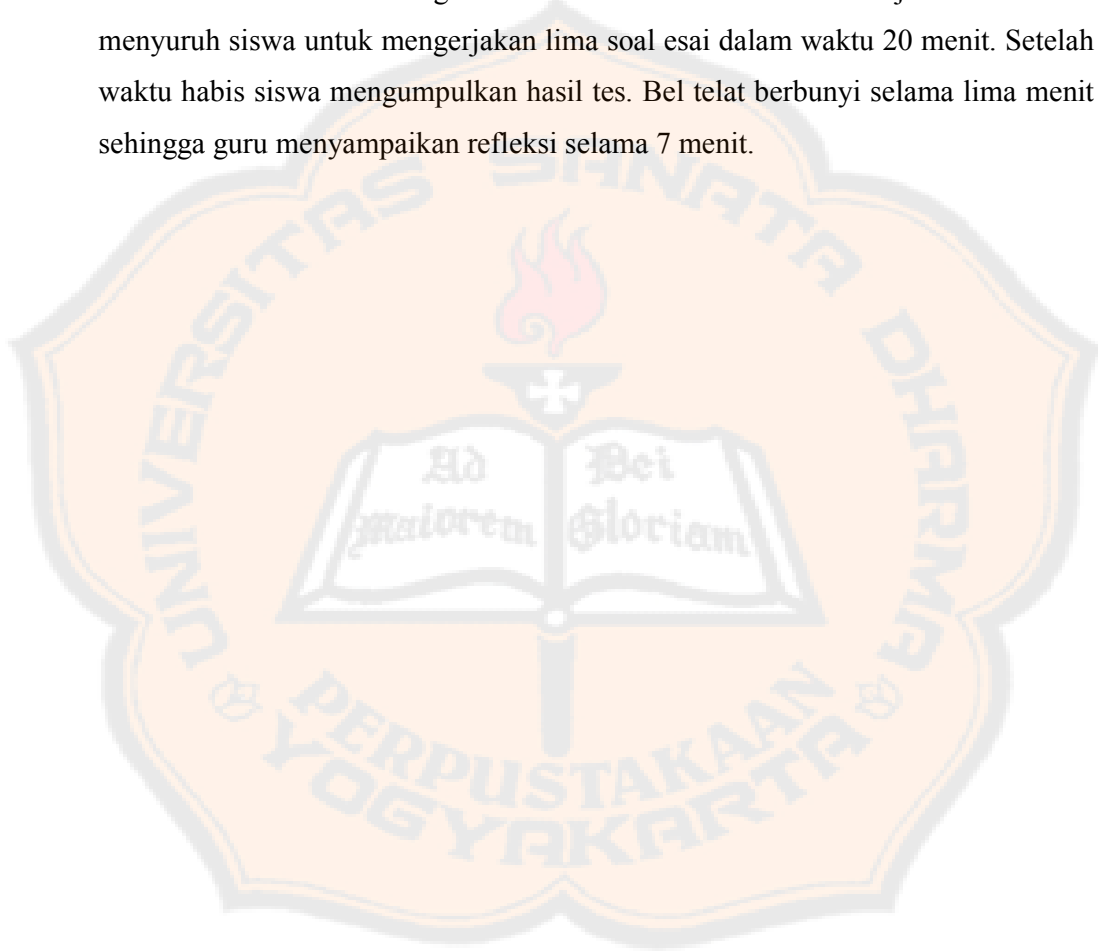 menyuruh siswa untuk mengerjakan lima soal esai dalam waktu 20 menit. Setelah
waktu habis siswa mengumpulkan hasil tes. Bel telat berbunyi selama lima menit
sehingga guru menyampaikan refleksi selama 7 menit.
UNIVERSITAS SANATA DHARMA
Ad Dei
Maiorem Gloriam
PERPUSTAKAAN
YOGYAKARTA